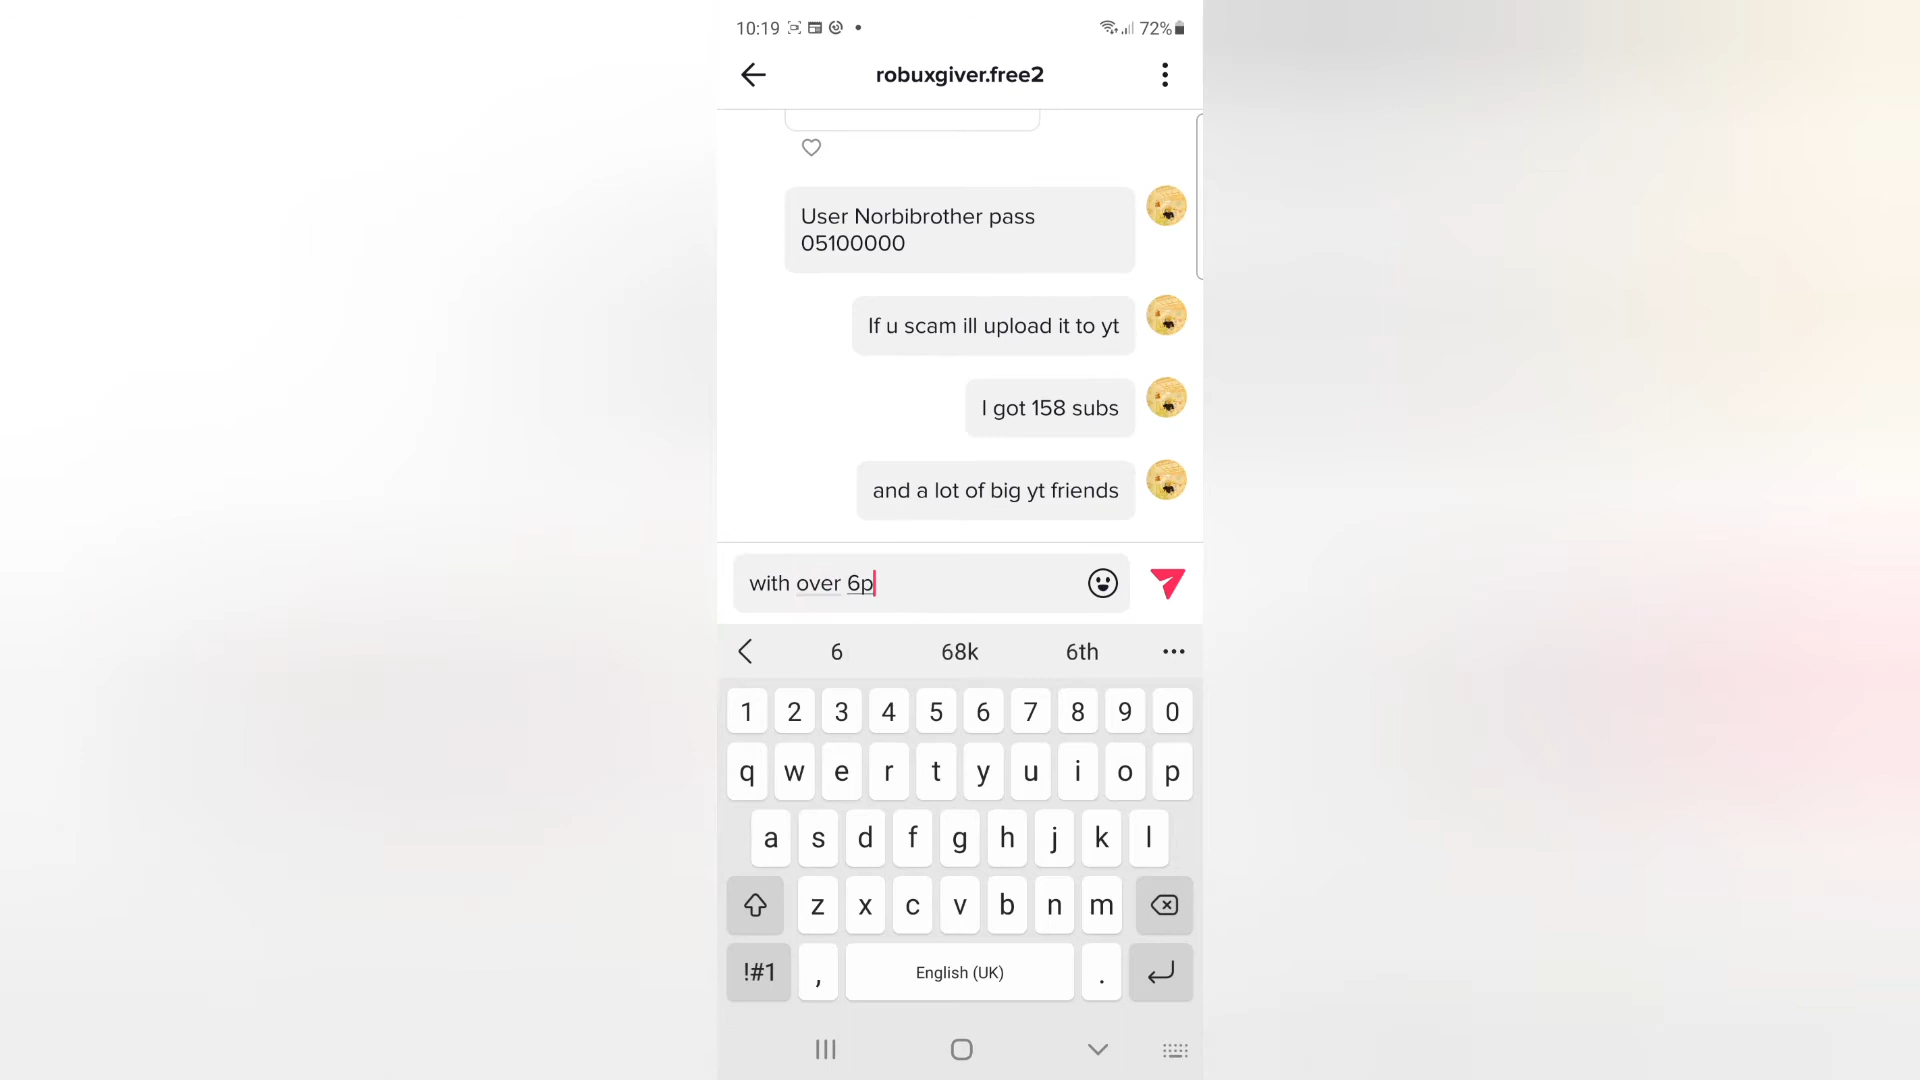 10:19 72%
robuxgiver.free2
User Norbibrother pass
05100000
If u scam ill upload it to yt
I got 158 subs
and a lot of big yt friends
with over 6p
6 68k 6th
1 2 3 4 5 6 7 8 9 0
q w e r t y u i o p
a s d f g h j k l
z x c v b n m
!#1 , English (UK) .